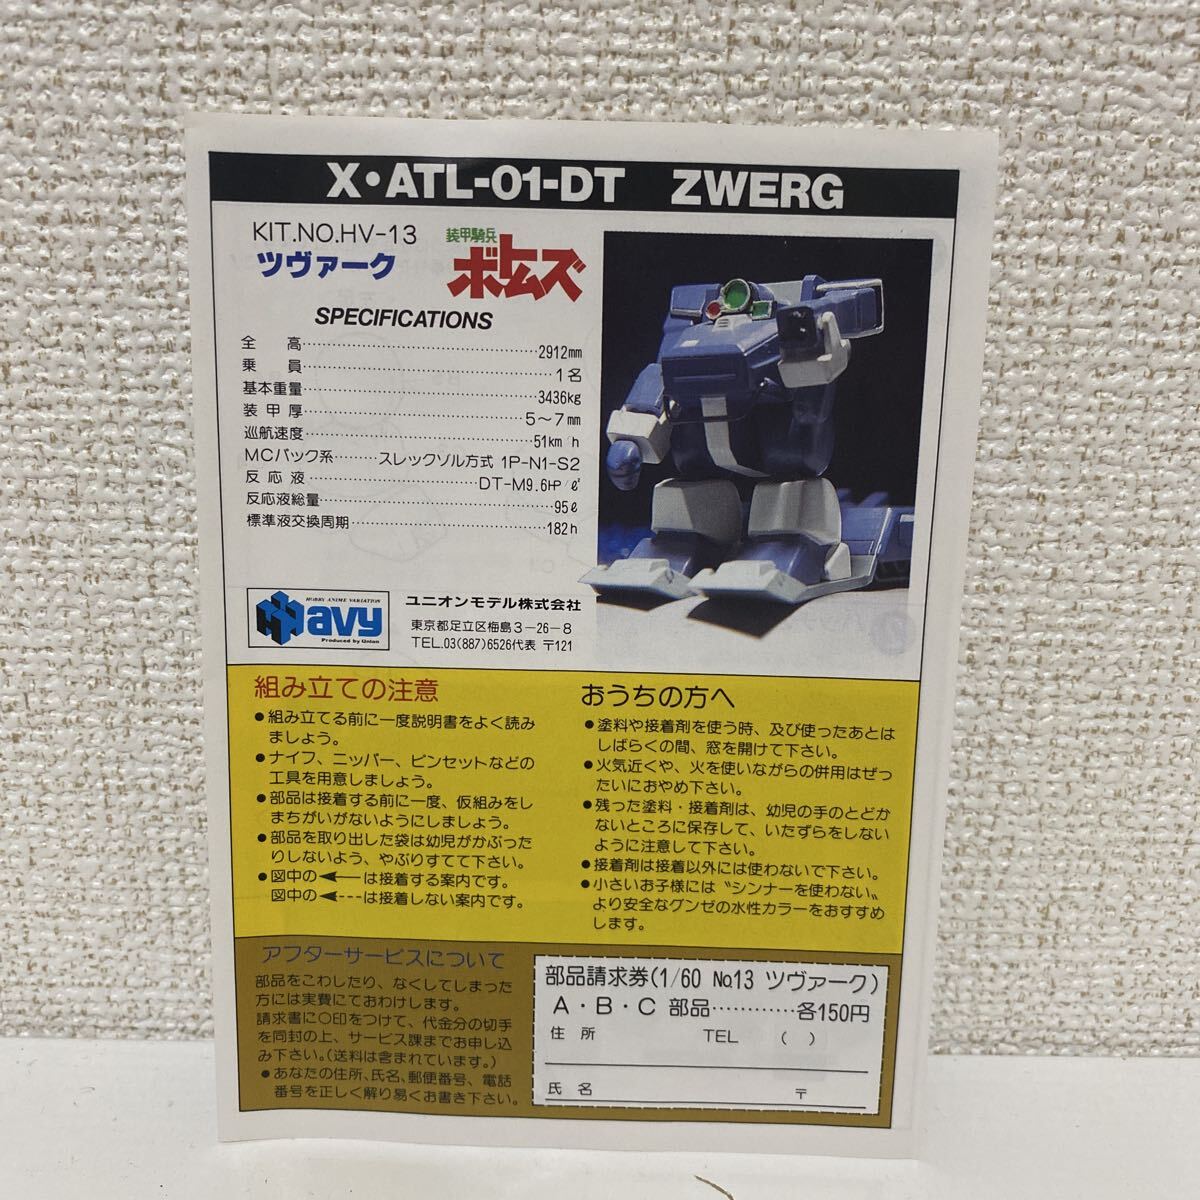 X・ATL-01-DT ZWERG
KIT.NO.HV-13
ツヴァーク
装甲騎兵
ボトムズ
SPECIFICATIONS
全高……2912mm
乗員……1名
基本重量……3436kg
装甲厚……5～7mm
巡航速度……51km/h
MCパック系……スレックゾル方式 1P-N1-S2
反応液……DT-M9.6HP/ℓ
反応液総量……95ℓ
標準液交換周期……182h
HOBBY ANIME VARIATION
Havy
Produced by Union
ユニオンモデル株式会社
東京都足立区梅島3-26-8
TEL.03(887)6526代表 〒121
組み立ての注意
●組み立てる前に一度説明書をよく読み
ましょう。
●ナイフ、ニッパー、ピンセットなどの
工具を用意しましょう。
●部品は接着する前に一度、仮組みをし
まちがいがないようにしましょう。
●部品を取り出した袋は幼児がかぶった
りしないよう、やぶりすてて下さい。
●図中の←は接着する案内です。
図中の◄---は接着しない案内です。
おうちの方へ
●塗料や接着剤を使う時、及び使ったあとは
しばらくの間、窓を開けて下さい。
●火気近くや、火を使いながらの併用はぜっ
たいにおやめ下さい。
●残った塗料・接着剤は、幼児の手のとどか
ないところに保存して、いたずらをしない
ように注意して下さい。
●接着剤は接着以外には使わないで下さい。
●小さいお子様には〝シンナーを使わない〟
より安全なグンゼの水性カラーをおすすめ
します。
アフターサービスについて
部品をこわしたり、なくしてしまった
方には実費にておわけします。
請求書に○印をつけて、代金分の切手
を同封の上、サービス課までお申し込
み下さい。(送料は含まれています。)
●あなたの住所、氏名、郵便番号、電話
番号を正しく解り易くお書き下さい。
部品請求券(1/60 No.13 ツヴァーク)
A・B・C 部品…………各150円
住所 TEL ( )
氏名 〒